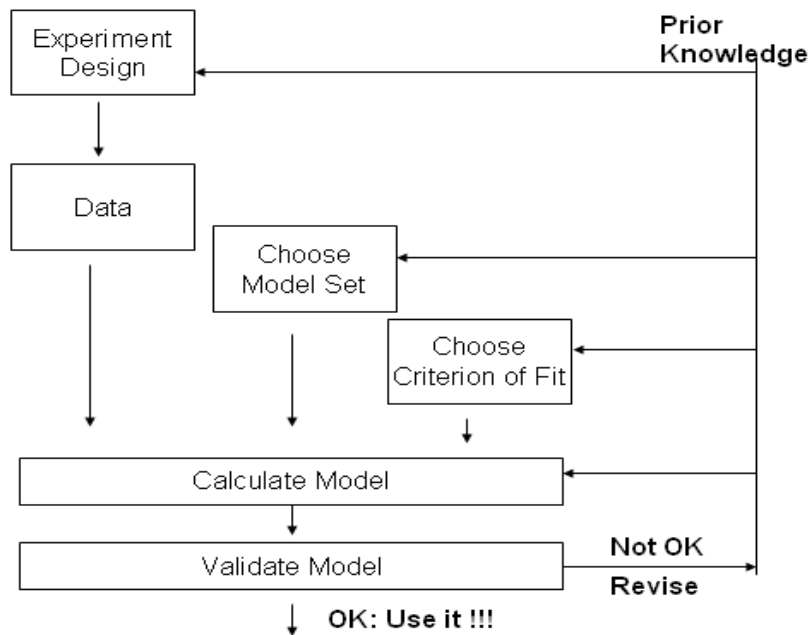 Experiment
Design
Prior
Knowledge
Data
Choose
Model Set
Choose
Criterion of Fit
Calculate Model
Validate Model
Not OK
Revise
OK: Use it !!!